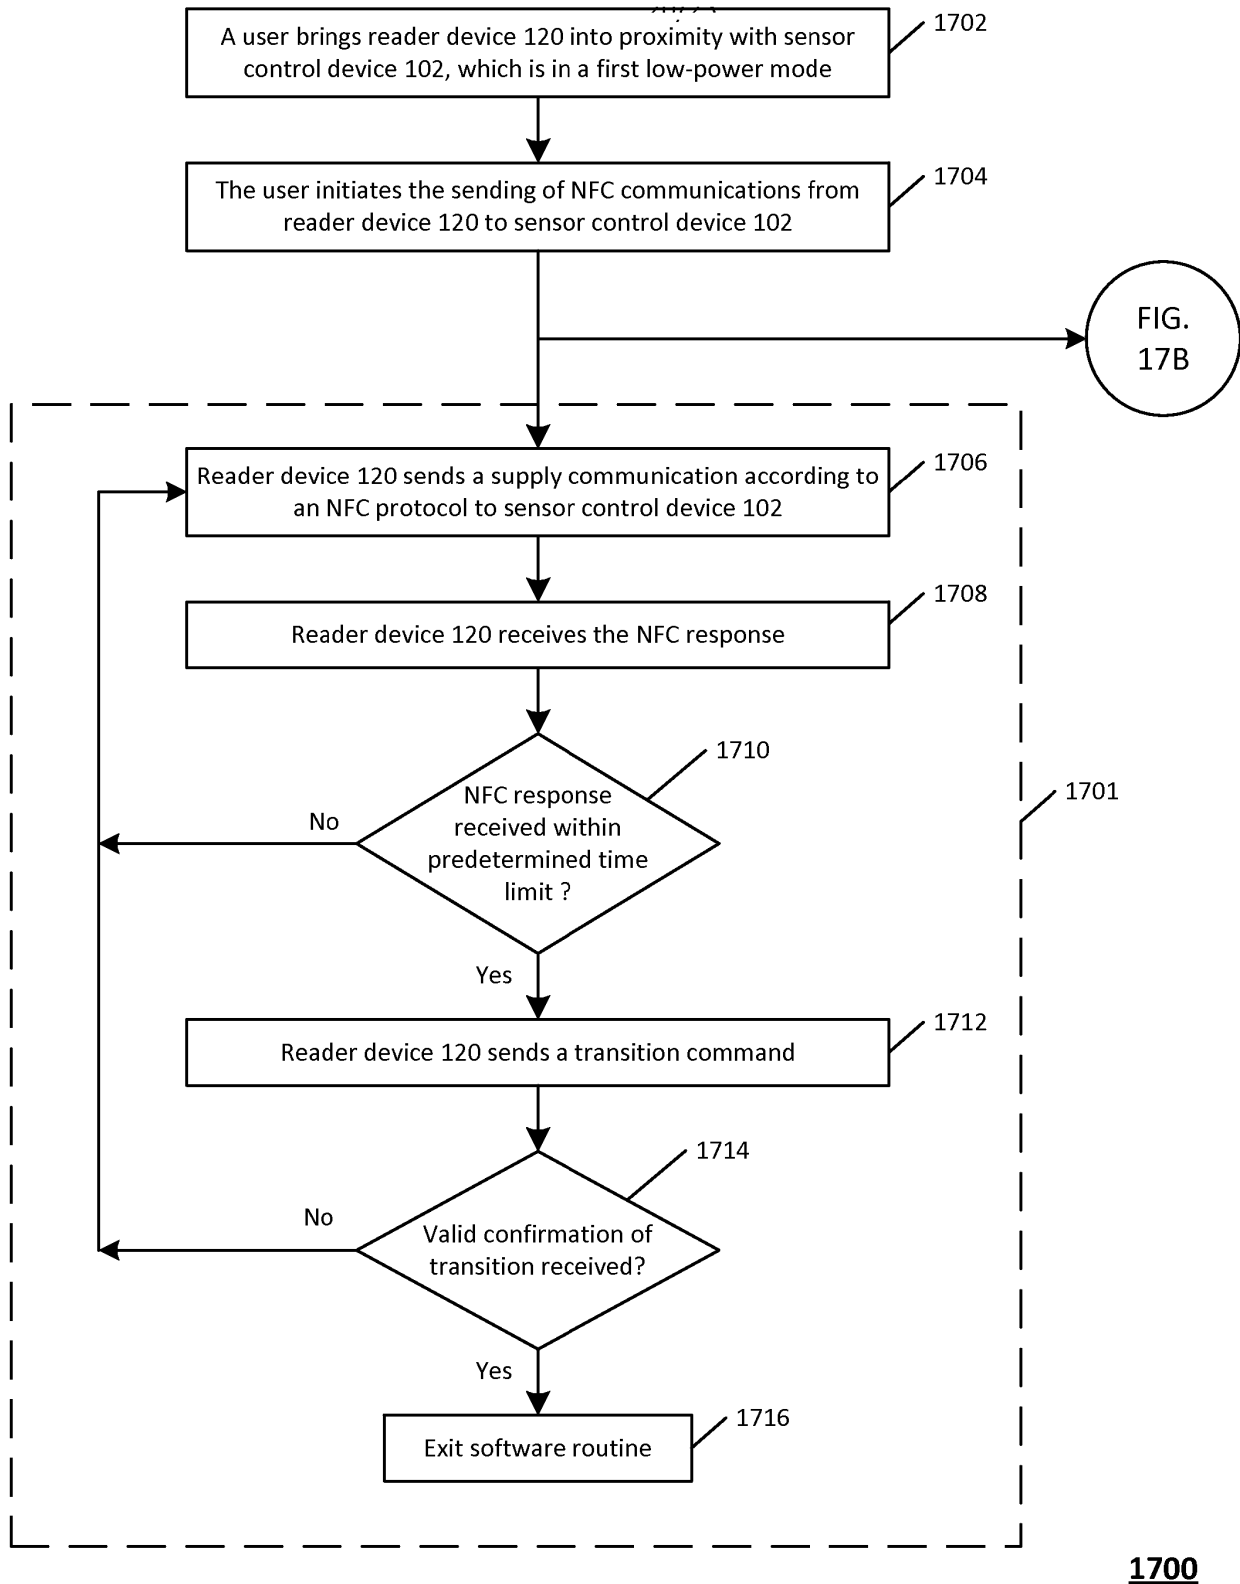 A user brings reader device 120 into proximity with sensor
control device 102, which is in a first low-power mode
1702
The user initiates the sending of NFC communications from
reader device 120 to sensor control device 102
1704
FIG.
17B
Reader device 120 sends a supply communication according to
an NFC protocol to sensor control device 102
1706
Reader device 120 receives the NFC response
1708
NFC response
received within
predetermined time
limit ?
1710
No
Yes
1701
Reader device 120 sends a transition command
1712
Valid confirmation of
transition received?
1714
No
Yes
Exit software routine
1716
1700